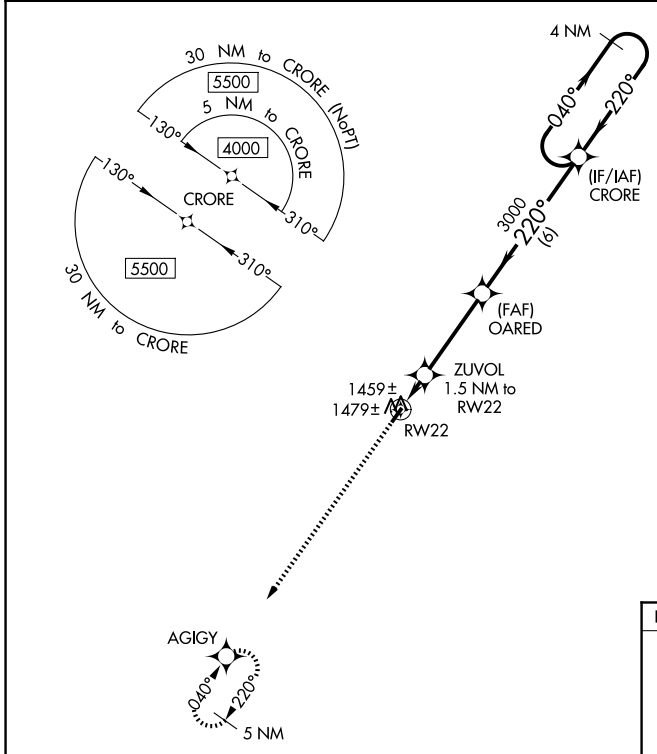 30 NM to CRORE (NoPT)
5500
5 NM to CRORE
4000
130°
310°
CRORE
130°
310°
5500
30 NM to CRORE
4 NM
040°
220°
(IF/IAF)
CRORE
3000
220°
(6)
(FAF)
OARED
ZUVOL
1.5 NM to
RW22
1459±
1479±
RW22
AGIGY
040°
220°
5 NM